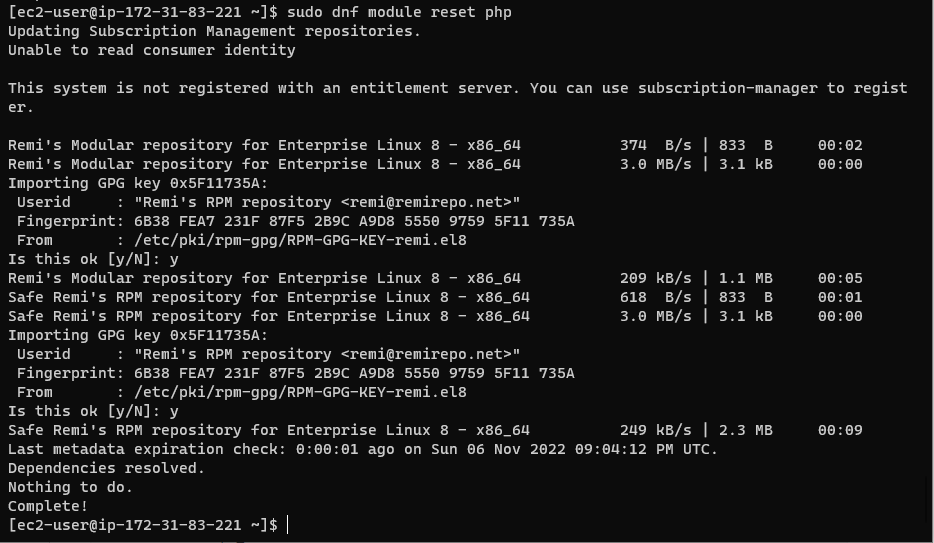 [ec2-user@ip-172-31-83-221 ~]$ sudo dnf module reset php
Updating Subscription Management repositories.
Unable to read consumer identity
This system is not registered with an entitlement server. You can use subscription-manager to regist
er.
Remi's Modular repository for Enterprise Linux 8 - x86_64 374 B/s | 833 B 00:02
Remi's Modular repository for Enterprise Linux 8 - x86_64 3.0 MB/s | 3.1 kB 00:00
Importing GPG key 0x5F11735A:
Userid : "Remi's RPM repository <remi@remirepo.net>"
Fingerprint: 6B38 FEA7 231F 87F5 2B9C A9D8 5550 9759 5F11 735A
From : /etc/pki/rpm-gpg/RPM-GPG-KEY-remi.el8
Is this ok [y/N]: y
Remi's Modular repository for Enterprise Linux 8 - x86_64 209 kB/s | 1.1 MB 00:05
Safe Remi's RPM repository for Enterprise Linux 8 - x86_64 618 B/s | 833 B 00:01
Safe Remi's RPM repository for Enterprise Linux 8 - x86_64 3.0 MB/s | 3.1 kB 00:00
Importing GPG key 0x5F11735A:
Userid : "Remi's RPM repository <remi@remirepo.net>"
Fingerprint: 6B38 FEA7 231F 87F5 2B9C A9D8 5550 9759 5F11 735A
From : /etc/pki/rpm-gpg/RPM-GPG-KEY-remi.el8
Is this ok [y/N]: y
Safe Remi's RPM repository for Enterprise Linux 8 - x86_64 249 kB/s | 2.3 MB 00:09
Last metadata expiration check: 0:00:01 ago on Sun 06 Nov 2022 09:04:12 PM UTC.
Dependencies resolved.
Nothing to do.
Complete!
[ec2-user@ip-172-31-83-221 ~]$